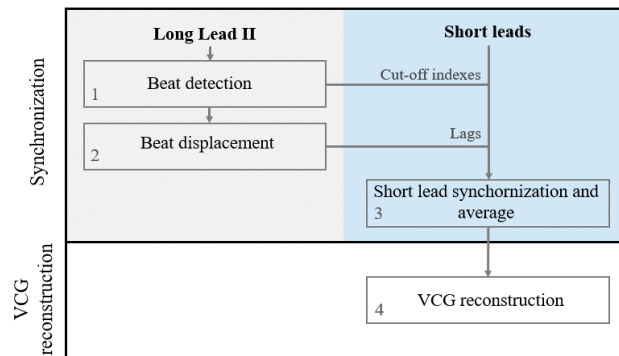 Long Lead II
Short leads
Synchronization
1
Beat detection
Cut-off indexes
2
Beat displacement
Lags
3
Short lead synchornization and
average
VCG
reconstruction
4
VCG reconstruction